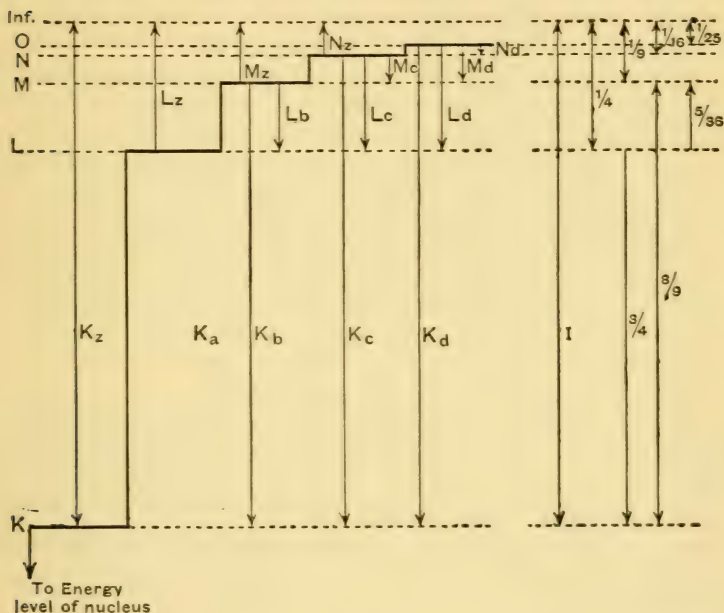 Inf.
O
N
M
L
K
Nz
Nd
Mz
Mc
Md
Lz
Lb
Lc
Ld
Kz
Ka
Kb
Kc
Kd
To Energy
level of nucleus
1/9
1/16
1/25
1/4
5/36
8/9
3/4
I